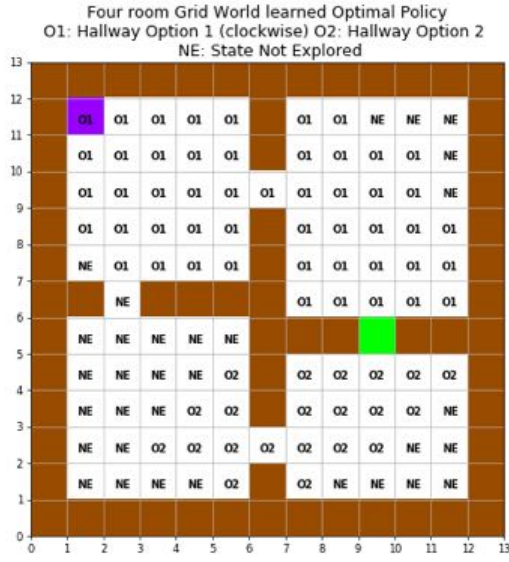 Four room Grid World learned Optimal Policy
O1: Hallway Option 1 (clockwise) O2: Hallway Option 2
NE: State Not Explored
13
12
O1 O1 O1 O1 O1 O1 O1 NE NE NE
11
O1 O1 O1 O1 O1 O1 O1 O1 O1 NE
10
O1 O1 O1 O1 O1 O1 O1 O1 O1 O1 NE
9
O1 O1 O1 O1 O1 O1 O1 O1 O1 O1
8
NE O1 O1 O1 O1 O1 O1 O1 O1 O1
7
NE O1 O1 O1 O1 O1
6
NE NE NE NE NE
5
NE NE NE NE O2 O2 O2 O2 O2 O2
4
NE NE NE O2 O2 O2 O2 O2 O2 NE
3
NE NE O2 O2 O2 O2 O2 O2 O2 NE NE
2
NE NE NE NE O2 O2 NE NE NE NE
1
0
0 1 2 3 4 5 6 7 8 9 10 11 12 13